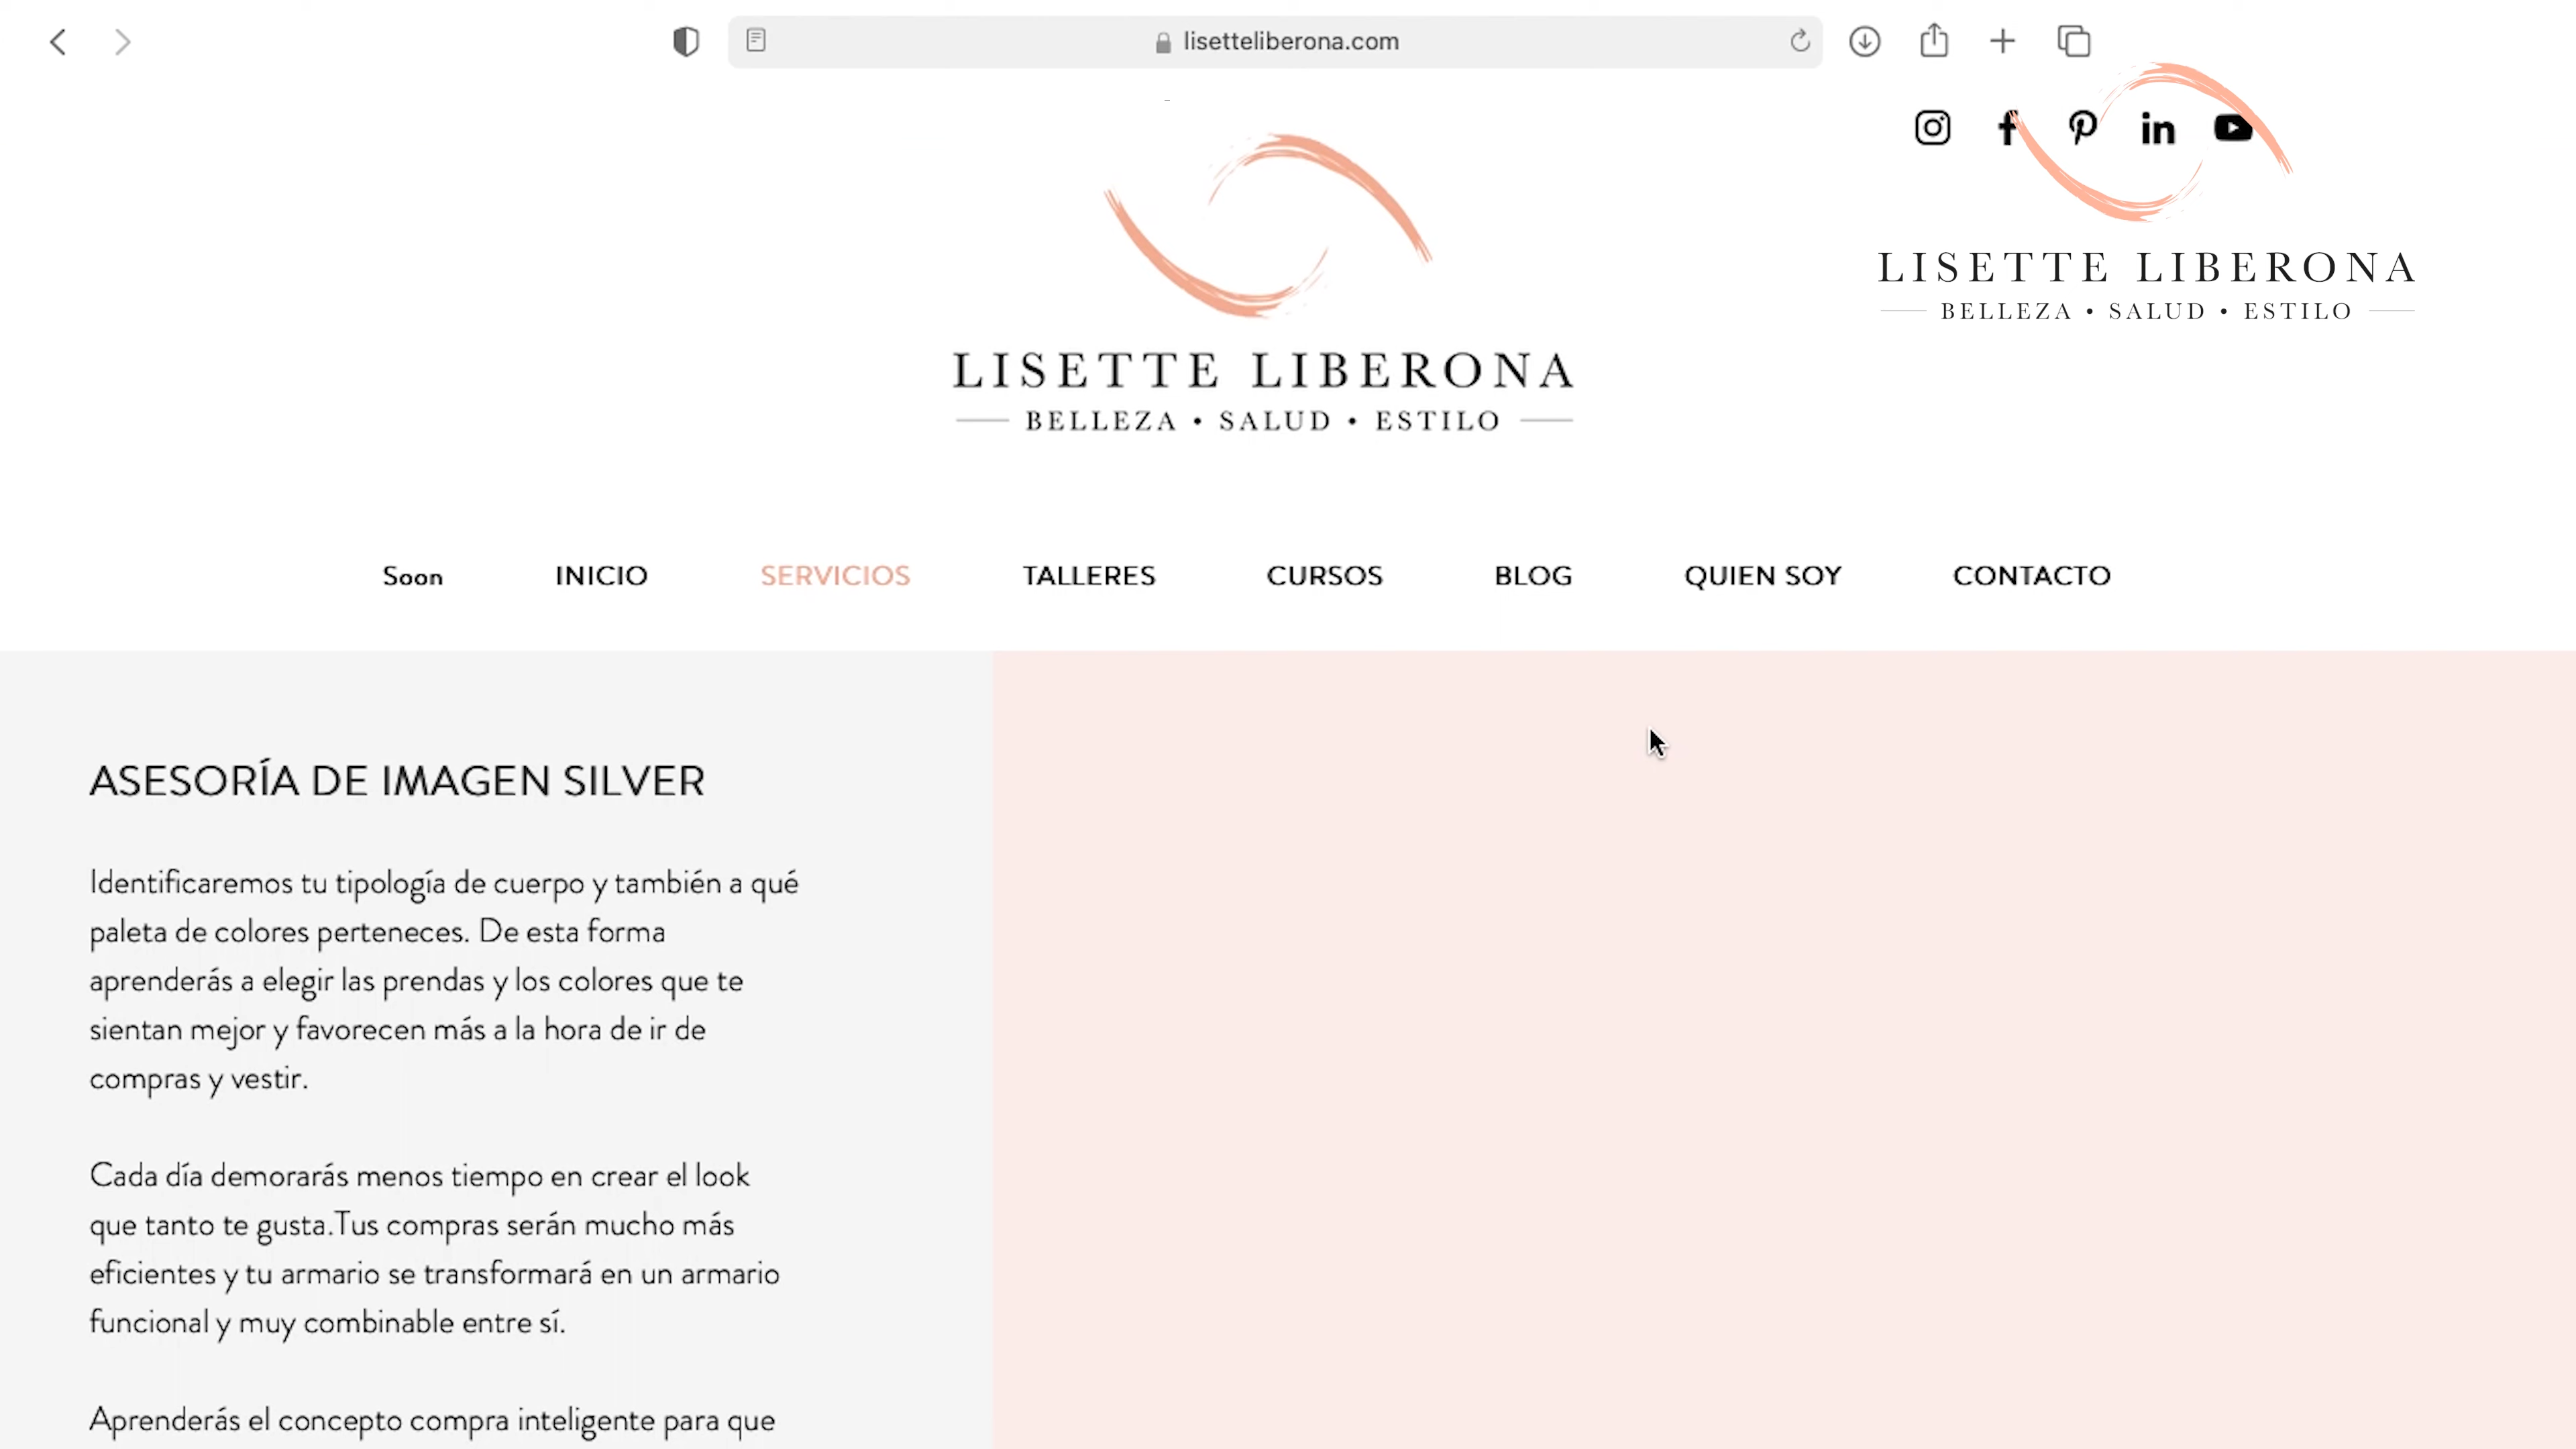 lisetteliberona.com
LISETTE LIBERONA
BELLEZA • SALUD • ESTILO
LISETTE LIBERONA
BELLEZA • SALUD • ESTILO
Soon INICIO SERVICIOS TALLERES CURSOS BLOG QUIEN SOY CONTACTO
ASESORÍA DE IMAGEN SILVER
Identificaremos tu tipología de cuerpo y también a qué
paleta de colores perteneces. De esta forma
aprenderás a elegir las prendas y los colores que te
sientan mejor y favorecen más a la hora de ir de
compras y vestir.
Cada día demorarás menos tiempo en crear el look
que tanto te gusta.Tus compras serán mucho más
eficientes y tu armario se transformará en un armario
funcional y muy combinable entre sí.
Aprenderás el concepto compra inteligente para que